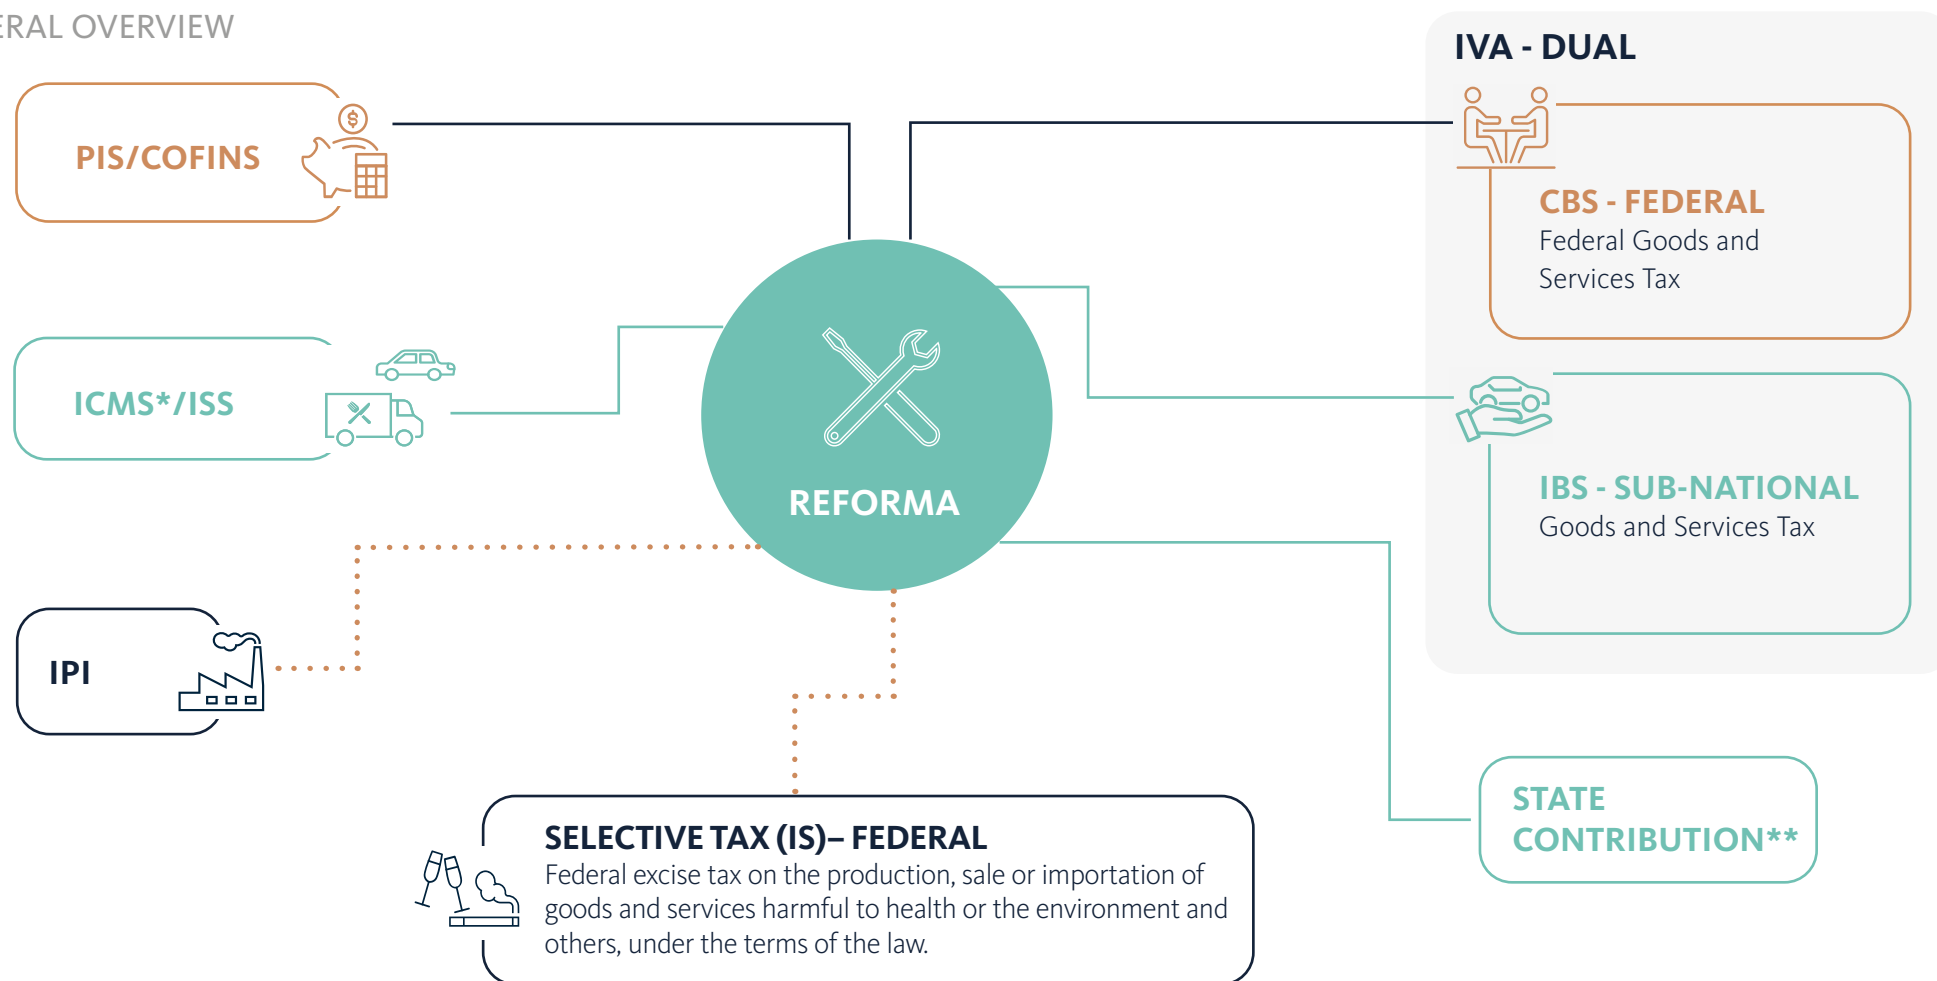 OVERVIEW
IVA - DUAL
PIS/COFINS
$
CBS - FEDERAL
Federal Goods and
Services Tax
ICMS*/ISS
REFORMA
IBS - SUB-NATIONAL
Goods and Services Tax
IPI
STATE
CONTRIBUTION**
SELECTIVE TAX (IS)– FEDERAL
Federal excise tax on the production, sale or importation of
goods and services harmful to health or the environment and
others, under the terms of the law.